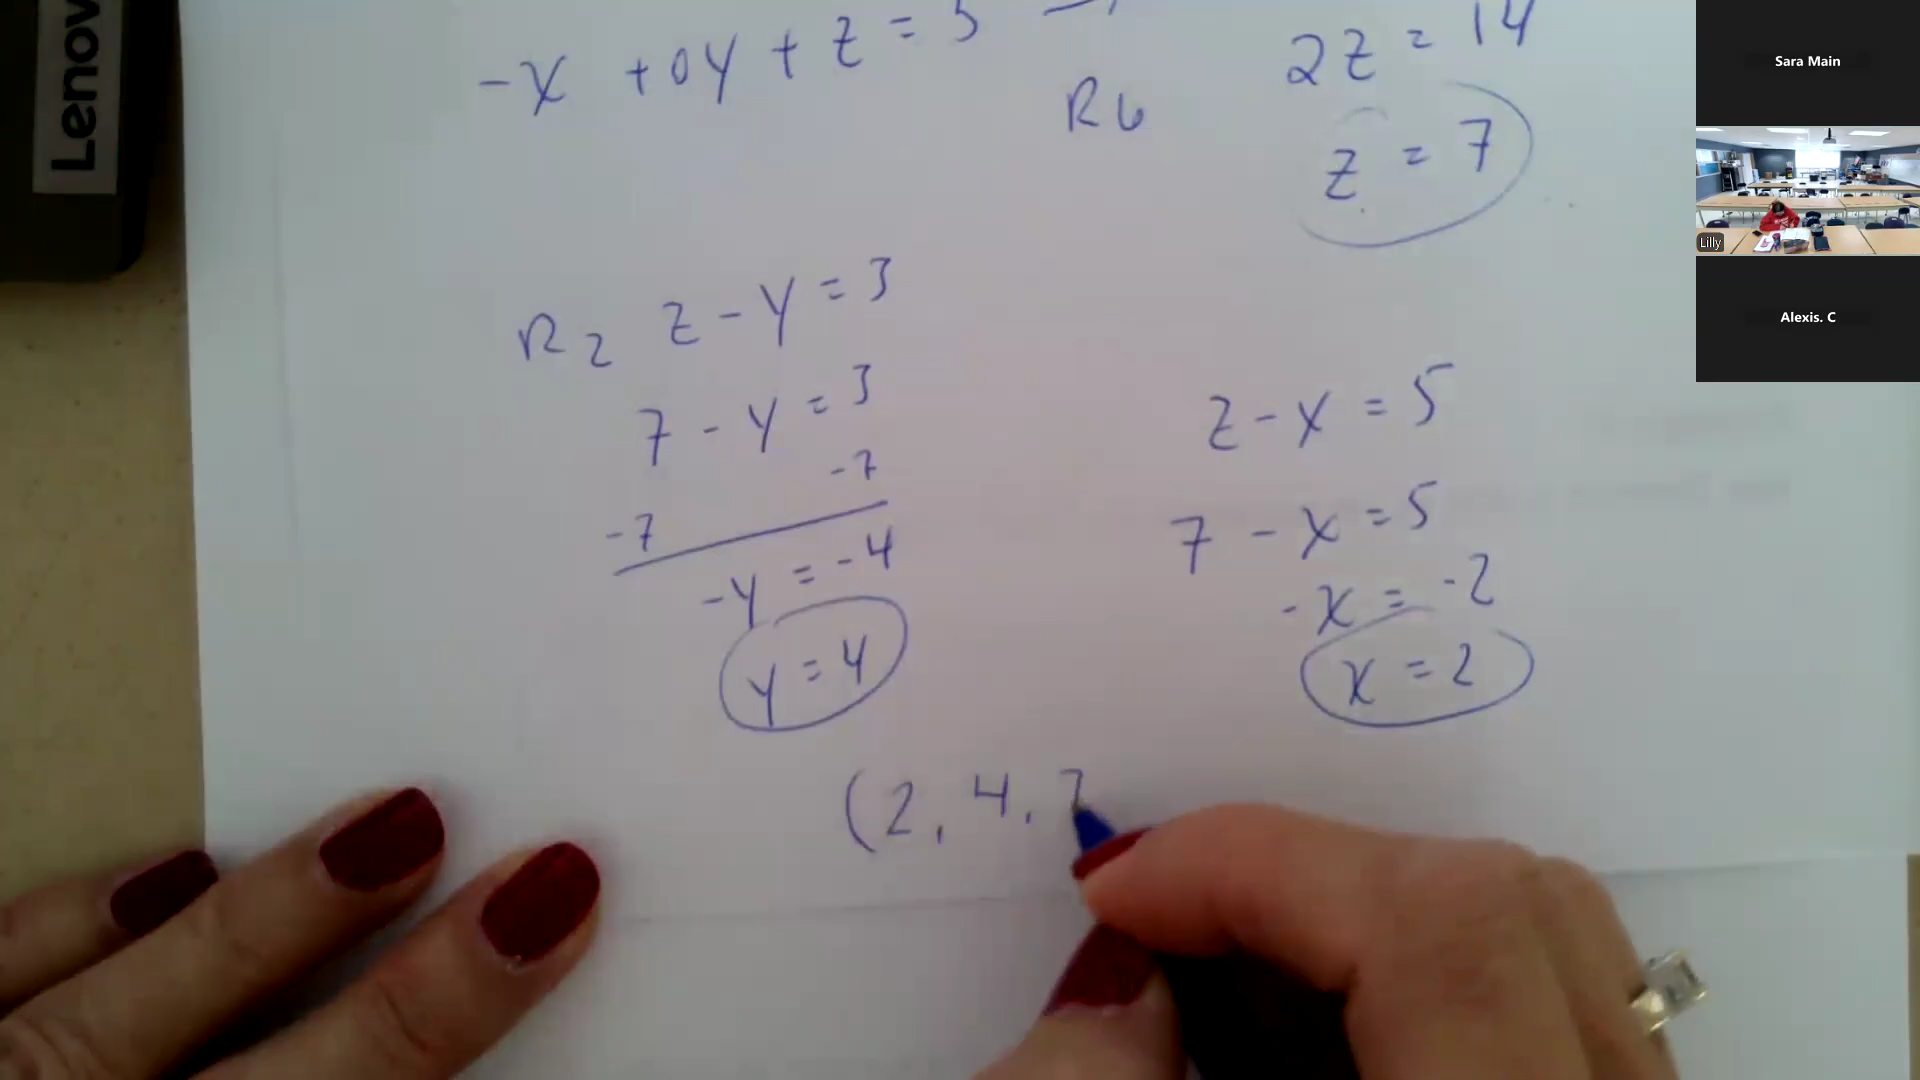 Lenov
-x + 0y + z = 5
2z = 14
R6
z = 7
R2 z - y = 3
7 - y = 3
-7 -7
-y = -4
y = 4
z - x = 5
7 - x = 5
-x = -2
x = 2
(2, 4, 7
Sara Main
Lilly
Alexis. C